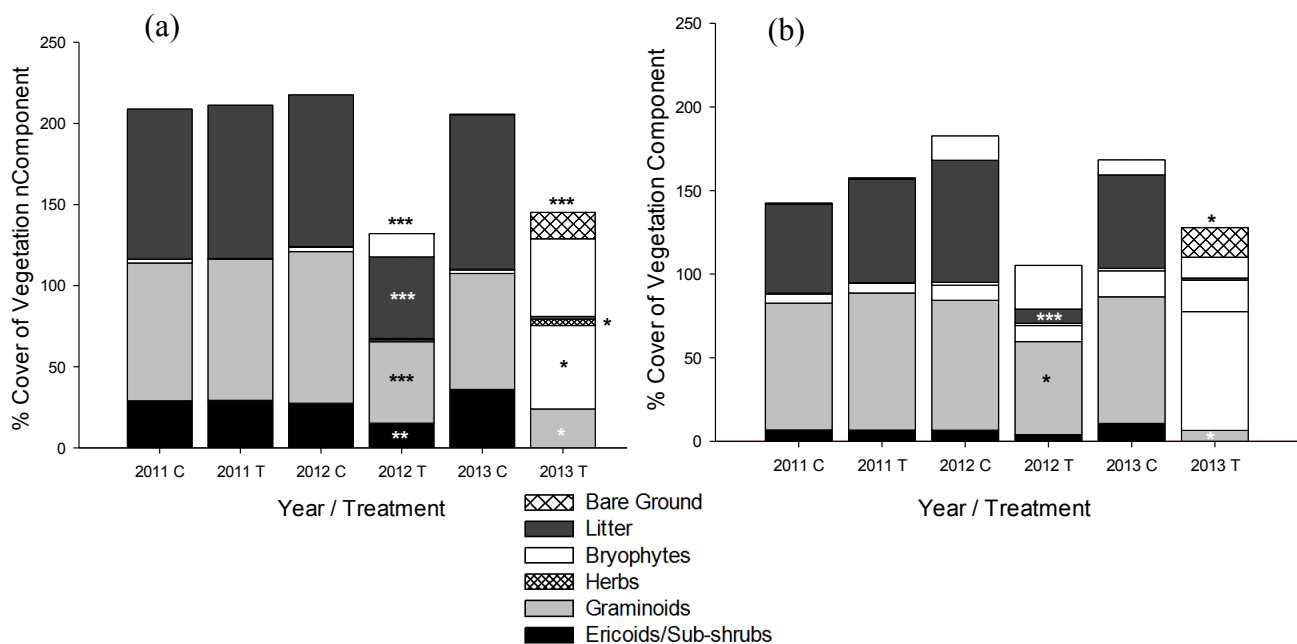 (a)
% Cover of Vegetation nComponent
250
200
150
100
50
0
***
***
***
**
***
*
*
*
2011 C 2011 T 2012 C 2012 T 2013 C 2013 T
Year / Treatment
(b)
% Cover of Vegetation Component
250
200
150
100
50
0
***
*
*
*
2011 C 2011 T 2012 C 2012 T 2013 C 2013 T
Year / Treatment
Bare Ground
Litter
Bryophytes
Herbs
Graminoids
Ericoids/Sub-shrubs